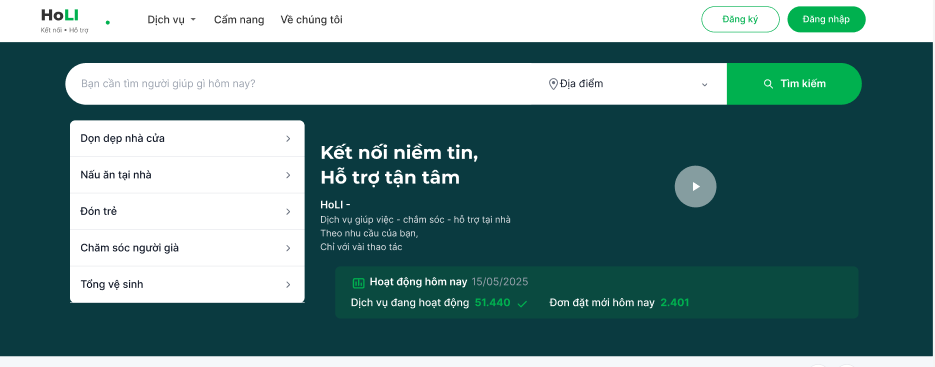 HoLI
Kết nối • Hỗ trợ
Dịch vụ
Cẩm nang
Về chúng tôi
Đăng ký
Đăng nhập
Bạn cần tìm người giúp gì hôm nay?
Địa điểm
Tìm kiếm
Dọn dẹp nhà cửa
Nấu ăn tại nhà
Đón trẻ
Chăm sóc người già
Tổng vệ sinh
Kết nối niềm tin,
Hỗ trợ tận tâm
HoLI -
Dịch vụ giúp việc - chăm sóc - hỗ trợ tại nhà
Theo nhu cầu của bạn,
Chỉ với vài thao tác
Hoạt động hôm nay 15/05/2025
Dịch vụ đang hoạt động 51.440
Đơn đặt mới hôm nay 2.401